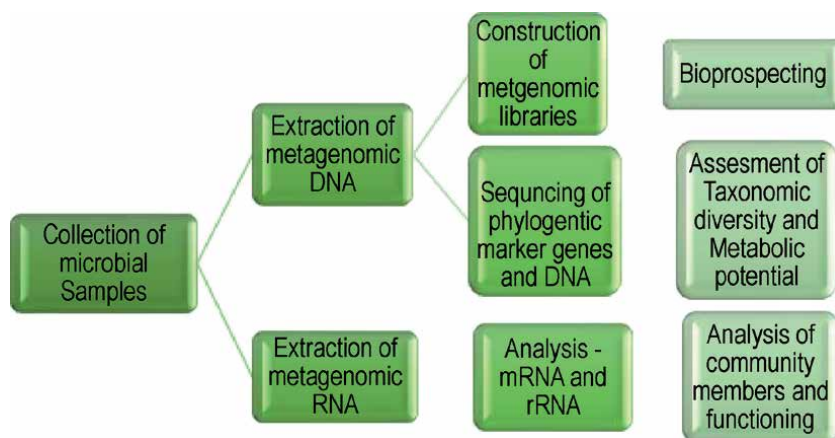 Collection of
microbial
Samples
Extraction of
metagenomic
DNA
Extraction of
metagenomic
RNA
Construction
of
metgenomic
libraries
Sequncing of
phylogentic
marker genes
and DNA
Analysis -
mRNA and
rRNA
Bioprospecting
Assesment of
Taxonomic
diversity and
Metabolic
potential
Analysis of
community
members and
functioning